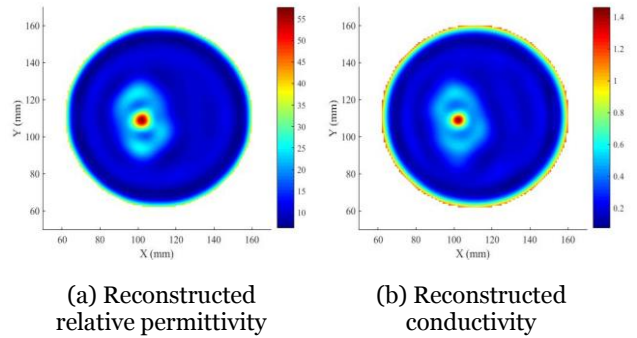 55
50
45
40
35
30
25
20
15
10
160
140
120
100
80
60
Y (mm)
60 80 100 120 140 160
X (mm)
1.4
1.2
1
0.8
0.6
0.4
0.2
160
140
120
100
80
60
Y (mm)
60 80 100 120 140 160
X (mm)
(a) Reconstructed
relative permittivity
(b) Reconstructed
conductivity